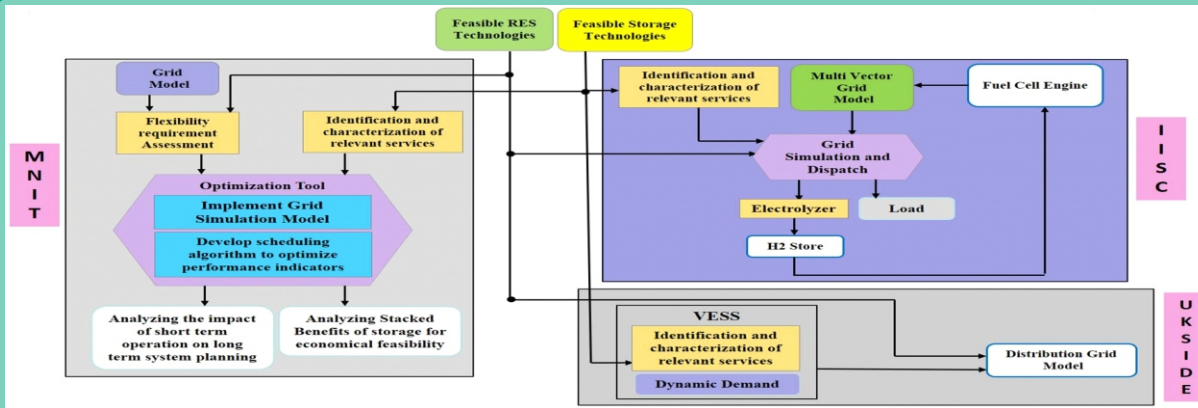 Feasible RES
Technologies
Feasible Storage
Technologies
MNIT
Grid
Model
Flexibility
requirement
Assessment
Identification and
characterization of
relevant services
Optimization Tool
Implement Grid
Simulation Model
Develop scheduling
algorithm to optimize
performance indicators
Analyzing the impact
of short term
operation on long
term system planning
Analyzing Stacked
Benefits of storage for
economical feasibility
Identification and
characterization of
relevant services
Multi Vector
Grid
Model
Fuel Cell Engine
Grid
Simulation and
Dispatch
Electrolyzer
Load
H2 Store
IISC
VESS
Identification and
characterization of
relevant services
Dynamic Demand
Distribution Grid
Model
UKSIDE